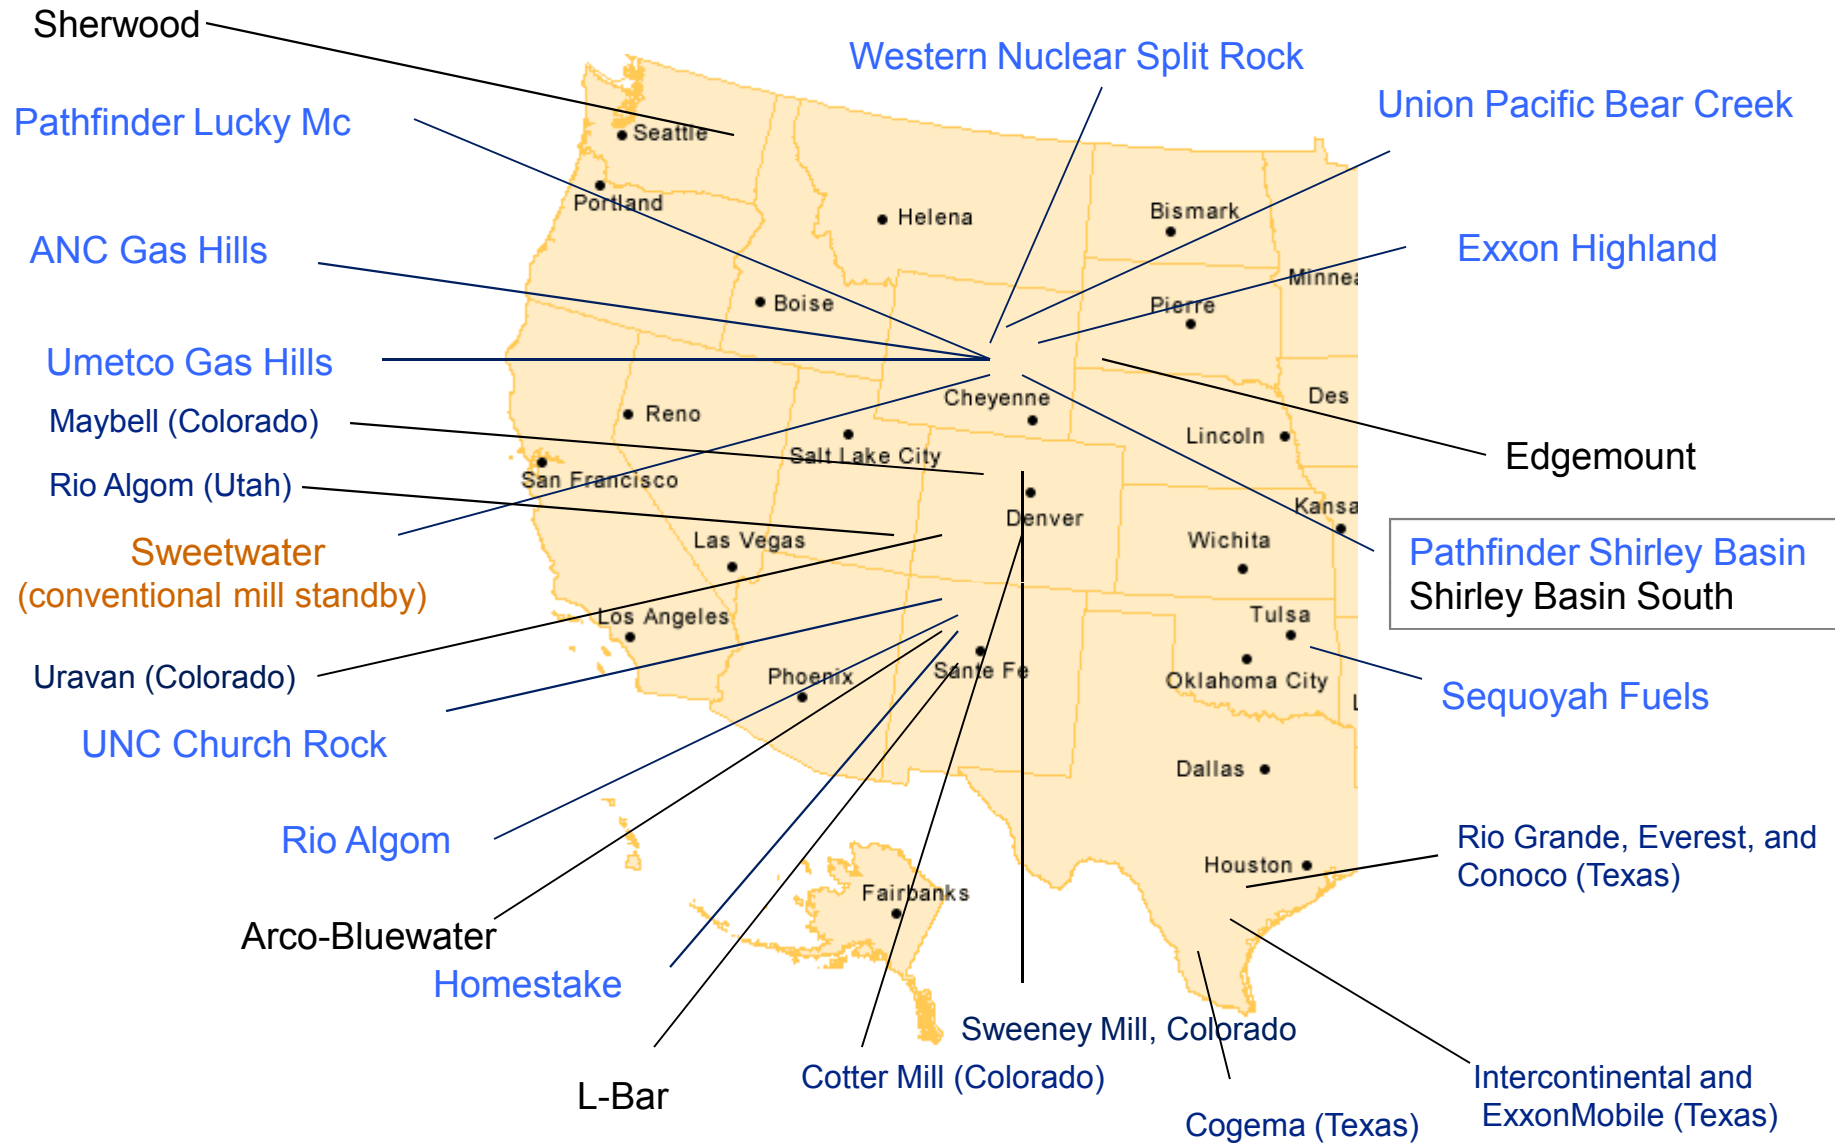 Sherwood
Western Nuclear Split Rock
Union Pacific Bear Creek
Pathfinder Lucky Mc
Seattle
Portland
Helena
Bismark
ANC Gas Hills
Exxon Highland
Minnea
Boise
Pierre
Umetco Gas Hills
Cheyenne
Des
Maybell (Colorado)
Reno
Lincoln
Salt Lake City
Edgemount
Rio Algom (Utah)
San Francisco
Kansa
Denver
Sweetwater
(conventional mill standby)
Las Vegas
Wichita
Pathfinder Shirley Basin
Shirley Basin South
Los Angeles
Tulsa
Uravan (Colorado)
Phoenix
Sante Fe
Oklahoma City
L
Sequoyah Fuels
UNC Church Rock
Dallas
Rio Algom
Rio Grande, Everest, and
Conoco (Texas)
Houston
Fairbanks
Arco-Bluewater
Homestake
Sweeney Mill, Colorado
Cotter Mill (Colorado)
L-Bar
Intercontinental and
ExxonMobile (Texas)
Cogema (Texas)